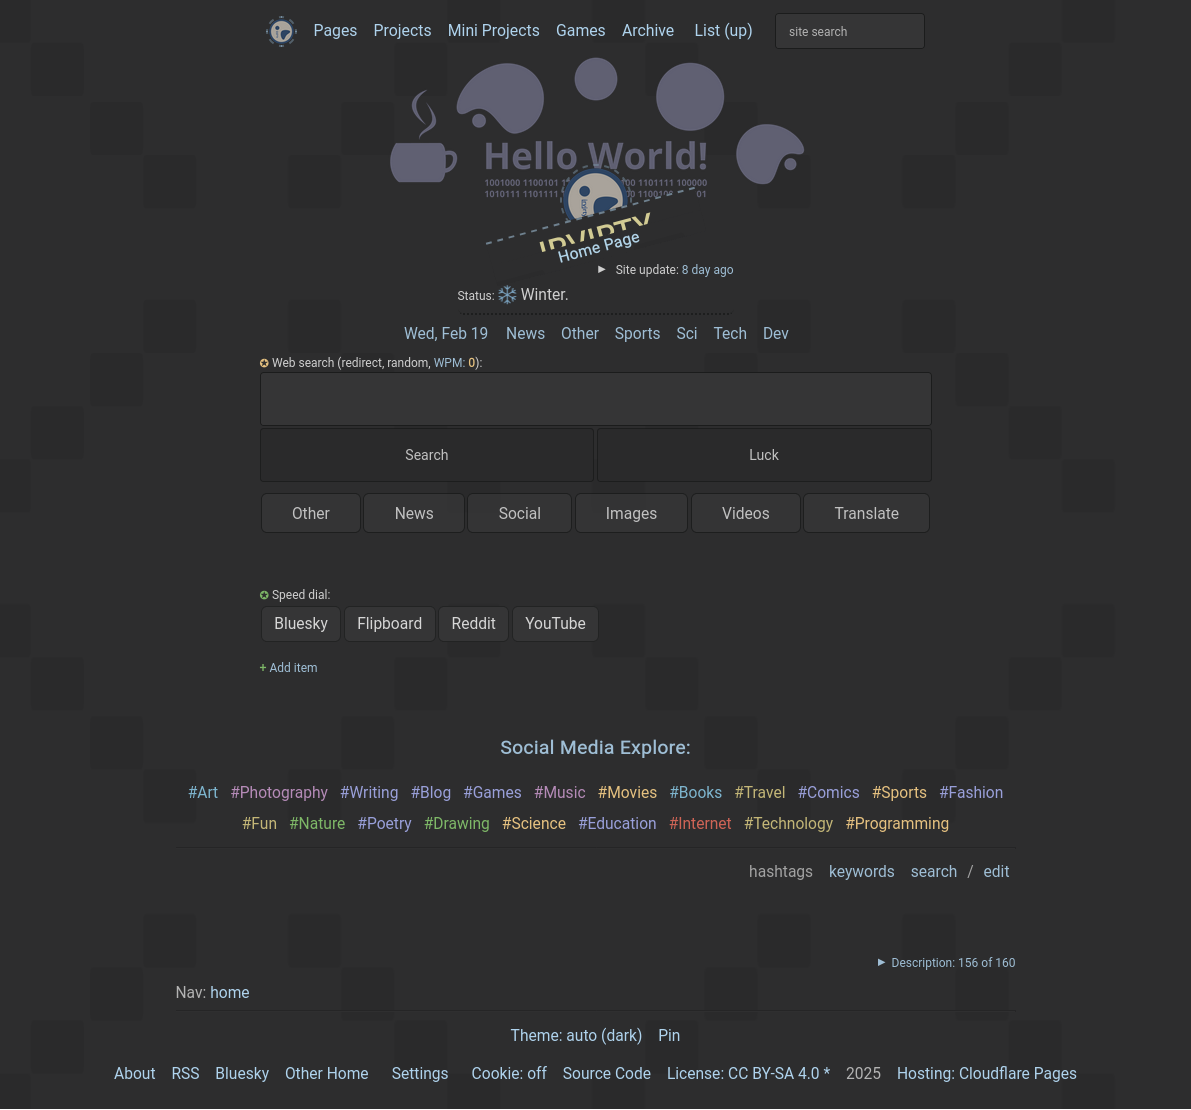 Pages Projects Mini Projects Games Archive List (up) site search
Hello World!
1001000 1100101 1101111 100000
1010111 1101111 01
Home Page
▶ Site update: 8 day ago
Status: ❄️ Winter.
Wed, Feb 19 News Other Sports Sci Tech Dev
✪ Web search (redirect, random, WPM: 0):
Search Luck
Other News Social Images Videos Translate
✪ Speed dial:
Bluesky Flipboard Reddit YouTube
+ Add item
Social Media Explore:
#Art #Photography #Writing #Blog #Games #Music #Movies #Books #Travel #Comics #Sports #Fashion
#Fun #Nature #Poetry #Drawing #Science #Education #Internet #Technology #Programming
hashtags keywords search / edit
▶ Description: 156 of 160
Nav: home
Theme: auto (dark) Pin
About RSS Bluesky Other Home Settings Cookie: off Source Code License: CC BY-SA 4.0 * 2025 Hosting: Cloudflare Pages